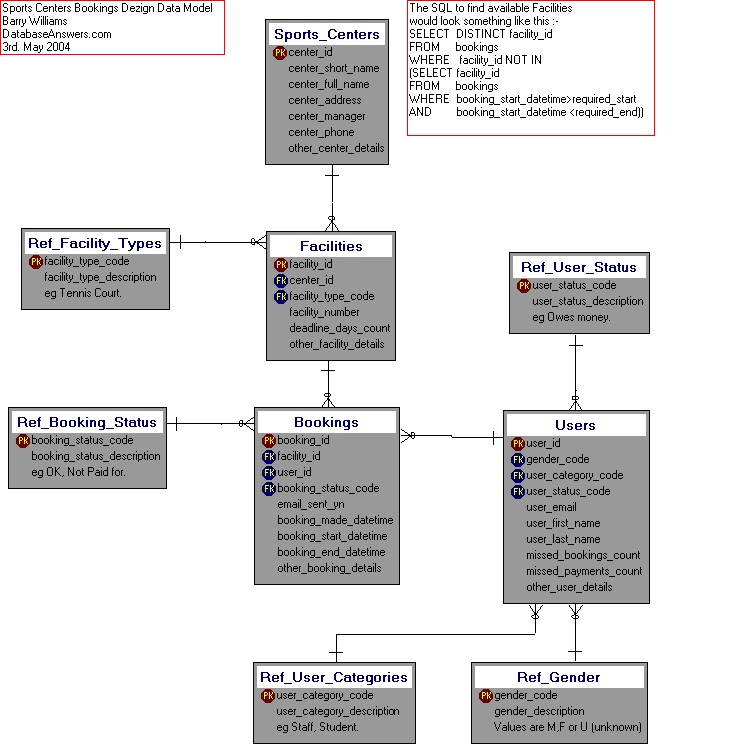 Sports Centers Bookings Dezign Data Model
Barry Williams
DatabaseAnswers.com
3rd. May 2004
The SQL to find available Facilities
would look something like this :-
SELECT DISTINCT facility_id
FROM bookings
WHERE facility_id NOT IN
(SELECT facility_id
FROM bookings
WHERE booking_start_datetime>required_start
AND booking_start_datetime <required_end))
Sports_Centers
PK center_id
center_short_name
center_full_name
center_address
center_manager
center_phone
other_center_details
Ref_Facility_Types
PK facility_type_code
facility_type_description
eg Tennis Court.
Facilities
PK facility_id
FK center_id
FK facility_type_code
facility_number
deadline_days_count
other_facility_details
Ref_User_Status
PK user_status_code
user_status_description
eg Owes money.
Ref_Booking_Status
PK booking_status_code
booking_status_description
eg OK, Not Paid for.
Bookings
PK booking_id
FK facility_id
FK user_id
FK booking_status_code
email_sent_yn
booking_made_datetime
booking_start_datetime
booking_end_datetime
other_booking_details
Users
PK user_id
FK gender_code
FK user_category_code
FK user_status_code
user_email
user_first_name
user_last_name
missed_bookings_count
missed_payments_count
other_user_details
Ref_User_Categories
PK user_category_code
user_category_description
eg Staff, Student.
Ref_Gender
PK gender_code
gender_description
Values are M,F or U (unknown)